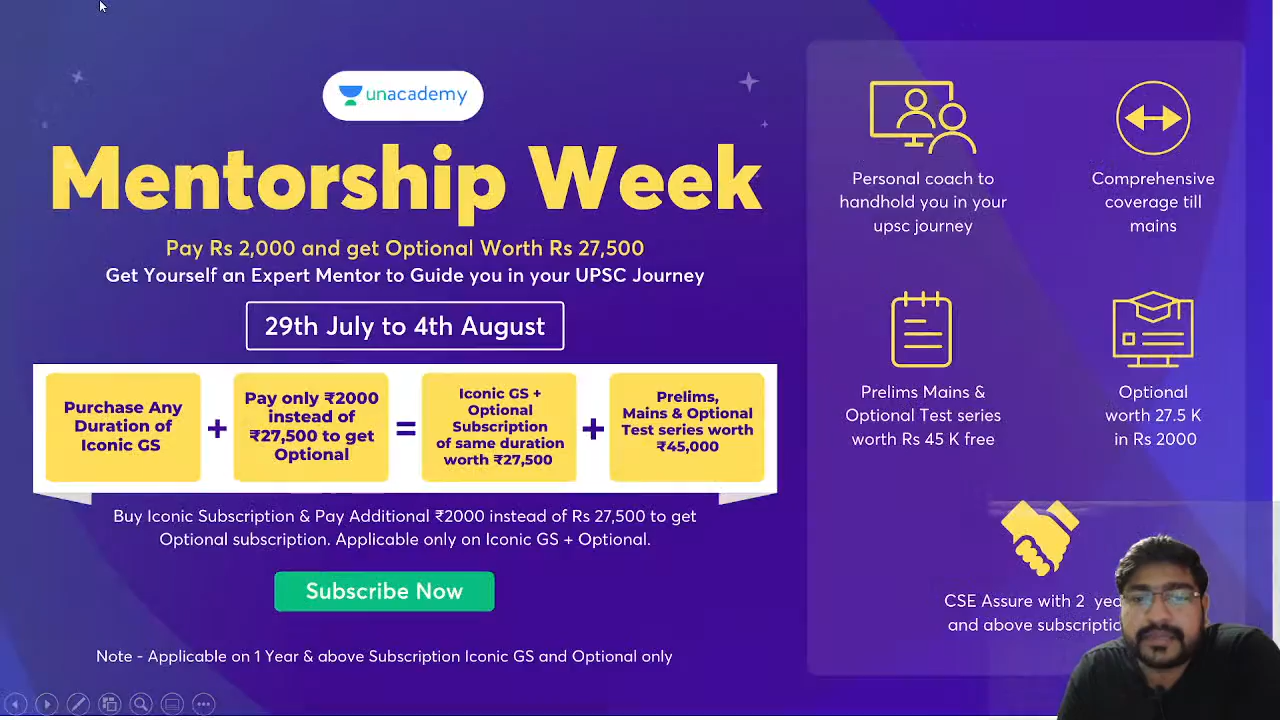 unacademy
Mentorship Week
Pay Rs 2,000 and get Optional Worth Rs 27,500
Get Yourself an Expert Mentor to Guide you in your UPSC Journey
29th July to 4th August
Purchase Any
Duration of
Iconic GS
+
Pay only ₹2000
instead of
₹27,500 to get
Optional
=
Iconic GS +
Optional
Subscription
of same duration
worth ₹27,500
+
Prelims,
Mains & Optional
Test series worth
₹45,000
Buy Iconic Subscription & Pay Additional ₹2000 instead of Rs 27,500 to get
Optional subscription. Applicable only on Iconic GS + Optional.
Subscribe Now
Note - Applicable on 1 Year & above Subscription Iconic GS and Optional only
Personal coach to
handhold you in your
upsc journey
Comprehensive
coverage till
mains
Prelims Mains &
Optional Test series
worth Rs 45 K free
Optional
worth 27.5 K
in Rs 2000
CSE Assure with 2
and above